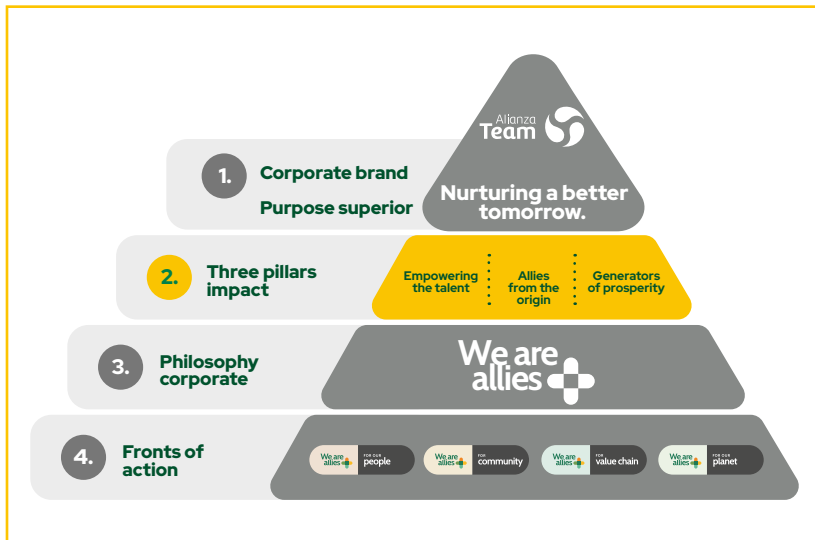 Alianza
Team
1.
Corporate brand
Purpose superior
Nurturing a better
tomorrow.
2.
Three pillars
impact
Empowering
the talent
Allies
from the
origin
Generators
of prosperity
3.
Philosophy
corporate
We are
allies
4.
Fronts of
action
We are
allies
FOR OUR
people
We are
allies
FOR
community
We are
allies
FOR
value chain
We are
allies
FOR OUR
planet